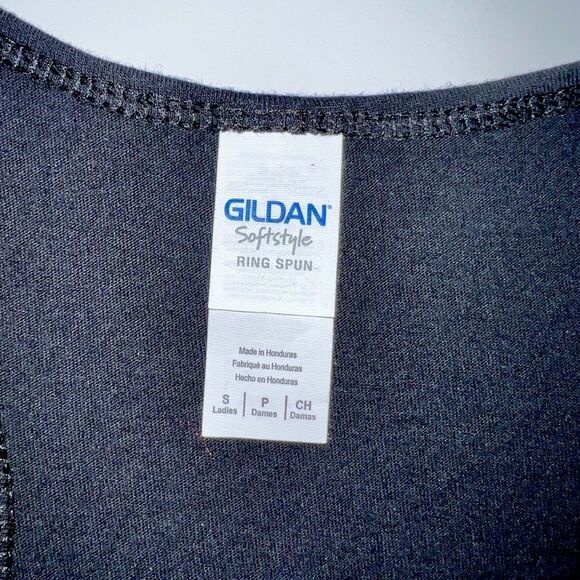 GILDAN®
Softstyle
RING SPUN
Made in Honduras
Fabriqué au Honduras
Hecho en Honduras
S | P | CH
Ladies | Dames | Damas